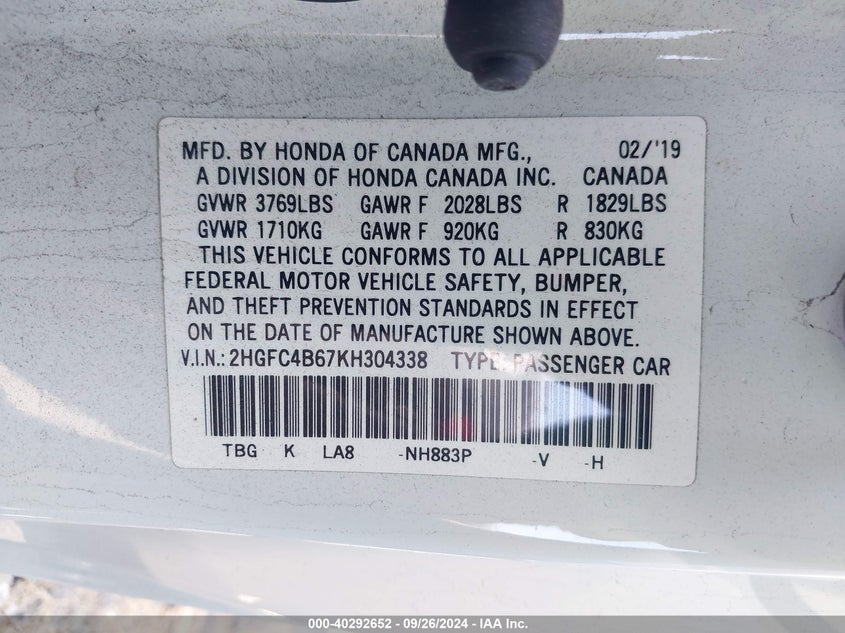 MFD. BY HONDA OF CANADA MFG., 02/'19
A DIVISION OF HONDA CANADA INC. CANADA
GVWR 3769LBS GAWR F 2028LBS R 1829LBS
GVWR 1710KG GAWR F 920KG R 830KG
THIS VEHICLE CONFORMS TO ALL APPLICABLE
FEDERAL MOTOR VEHICLE SAFETY, BUMPER,
AND THEFT PREVENTION STANDARDS IN EFFECT
ON THE DATE OF MANUFACTURE SHOWN ABOVE.
V.I.N.: 2HGFC4B67KH304338 TYPE: PASSENGER CAR
TBG K LA8 -NH883P -V -H
000-40292652 - 09/26/2024 - IAA Inc.